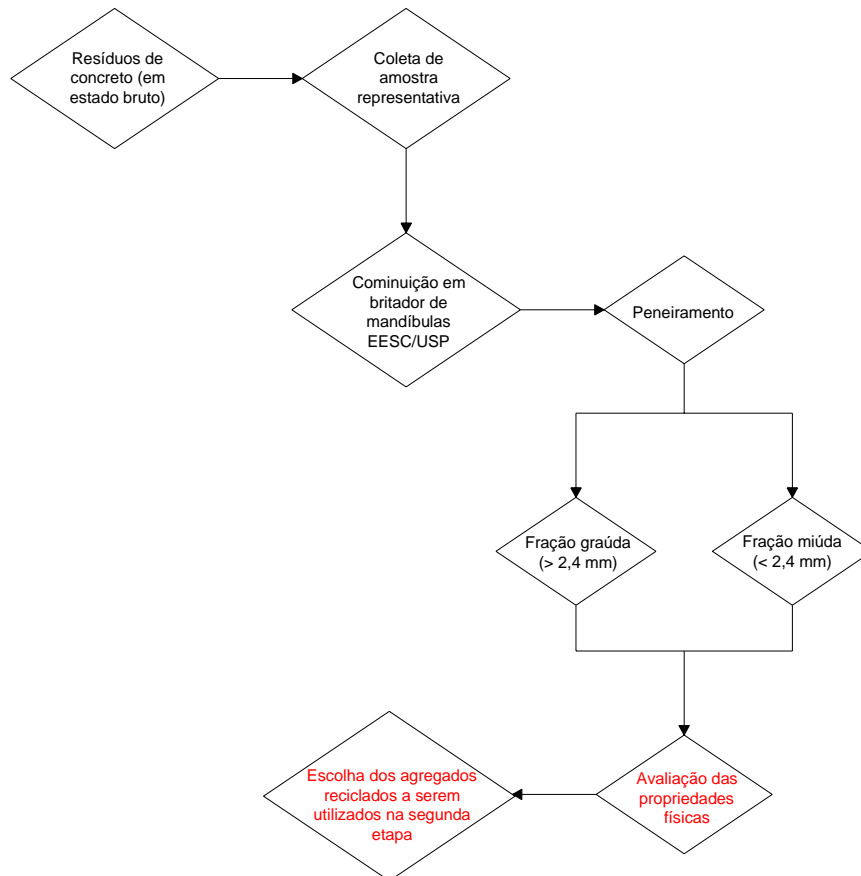 Resíduos de
concreto (em
estado bruto)
Coleta de
amostra
representativa
Cominuição em
britador de
mandíbulas
EESC/USP
Peneiramento
Fração graúda
(> 2,4 mm)
Fração miúda
(< 2,4 mm)
Avaliação das
propriedades
físicas
Escolha dos agregados
reciclados a serem
utilizados na segunda
etapa